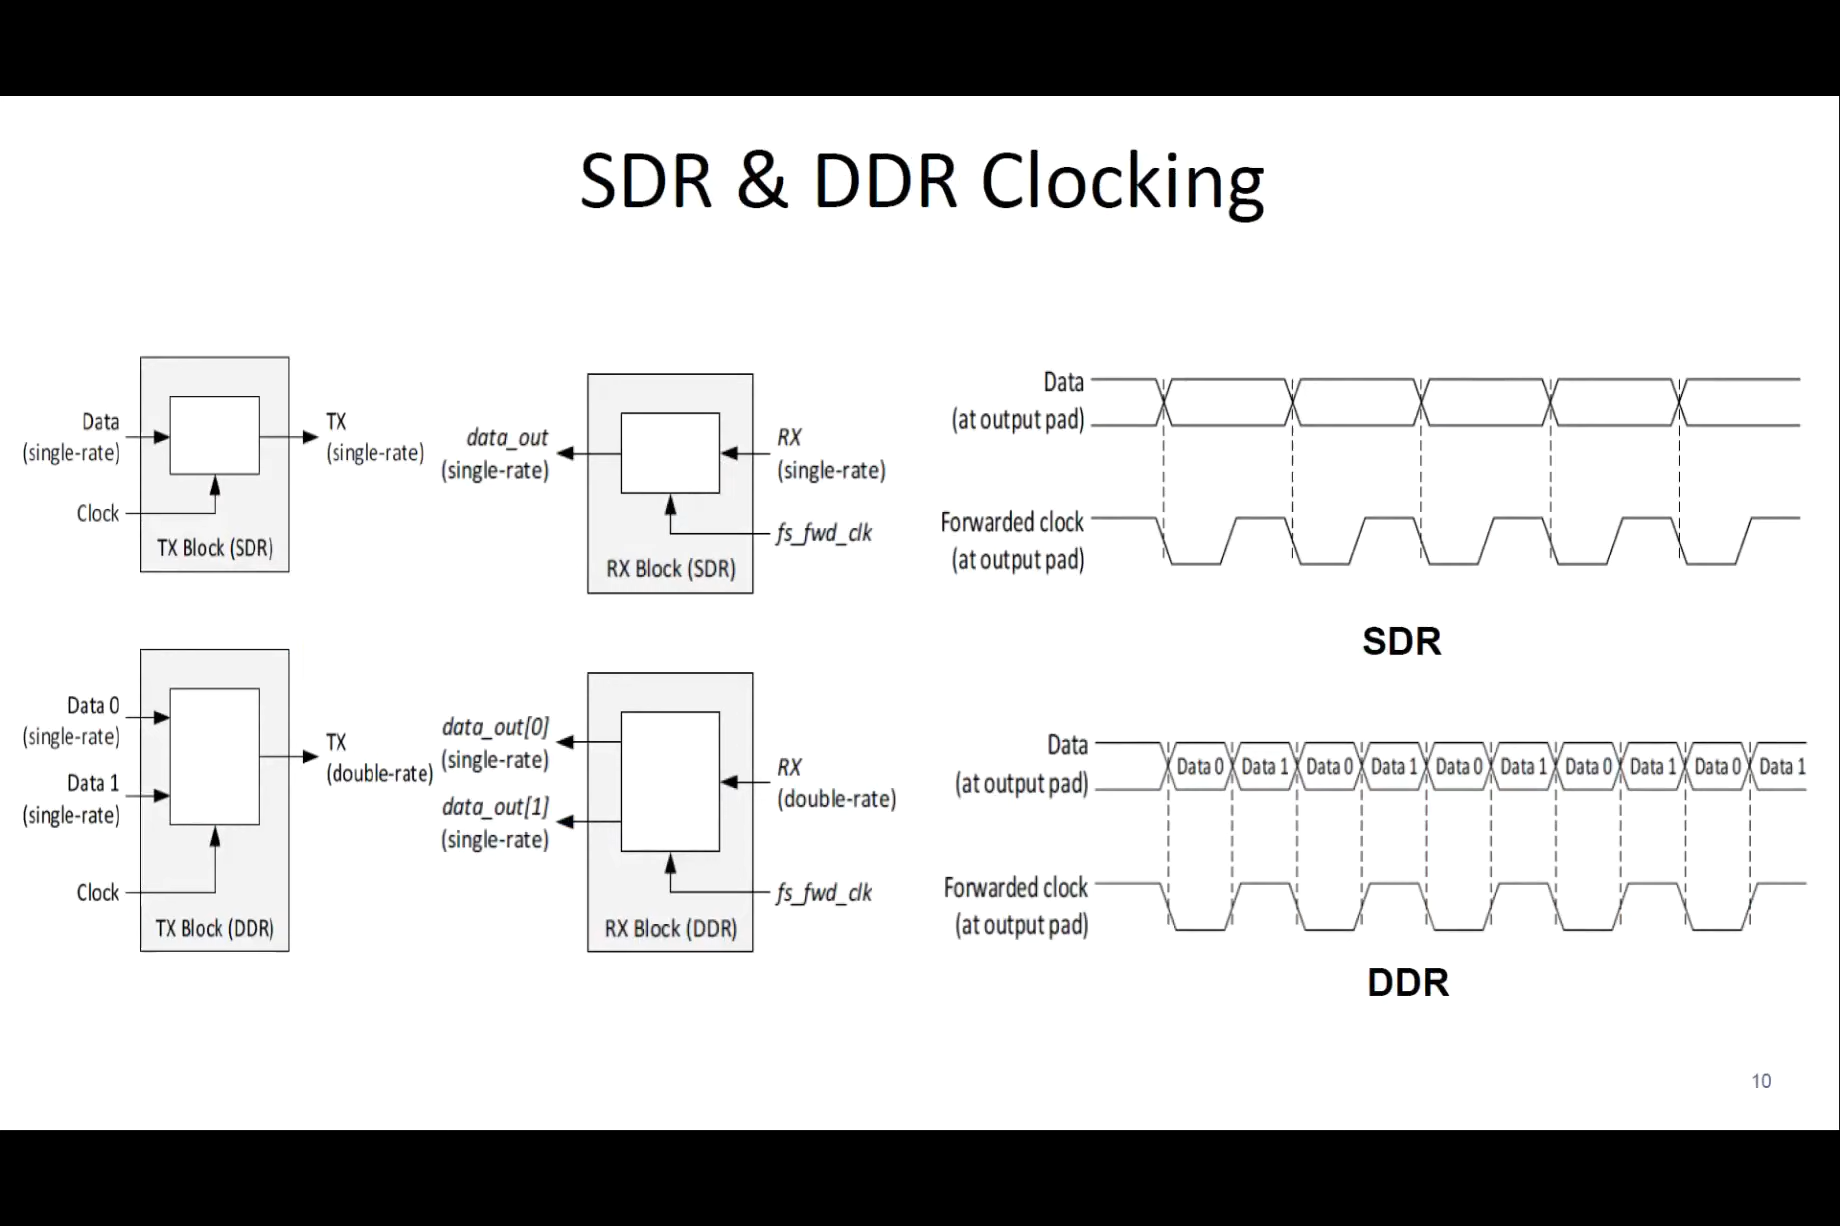 SDR & DDR Clocking
Data
(single-rate)
Clock
TX
(single-rate)
TX Block (SDR)
data_out
(single-rate)
RX
(single-rate)
fs_fwd_clk
RX Block (SDR)
Data
(at output pad)
Forwarded clock
(at output pad)
SDR
Data 0
(single-rate)
Data 1
(single-rate)
Clock
TX
(double-rate)
TX Block (DDR)
data_out[0]
(single-rate)
data_out[1]
(single-rate)
RX
(double-rate)
fs_fwd_clk
RX Block (DDR)
Data
(at output pad)
Data 0 Data 1 Data 0 Data 1 Data 0 Data 1 Data 0 Data 1 Data 0 Data 1
Forwarded clock
(at output pad)
DDR
10